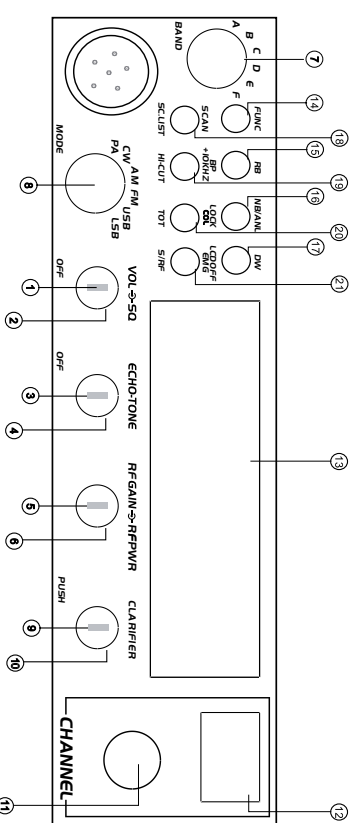 7 14 18 15 19 16 20 17 21 13 12
A B C D E F
BAND
FUNC RB NB/ANL DW
SCAN BP +10KHZ LOCK COL LCDOFF EMG
SC.LIST HI-CUT TOT S/RF
CW AM FM USB
PA LSB
MODE
VOL SQ
OFF
ECHO-TONE
OFF
RFGAIN RFPWR
CLARIFIER
PUSH
CHANNEL
8 1 2 3 4 5 6 9 10 11